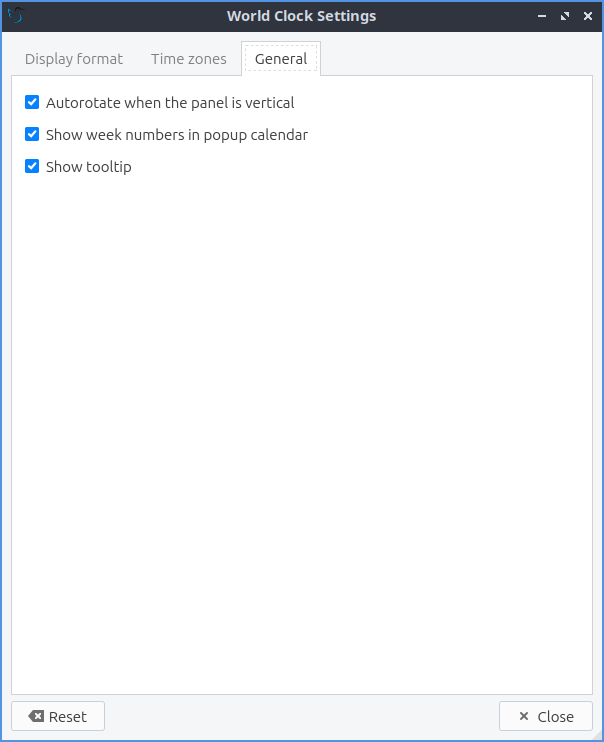 World Clock Settings
Display format Time zones General
Autorotate when the panel is vertical
Show week numbers in popup calendar
Show tooltip
Reset Close